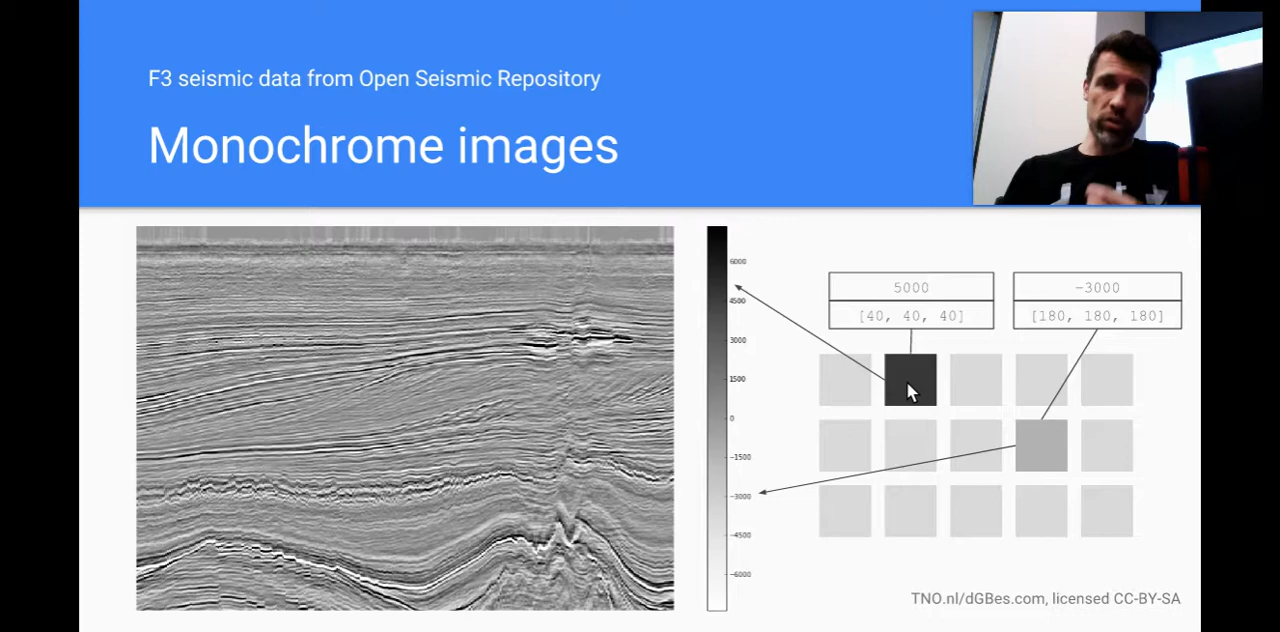 F3 seismic data from Open Seismic Repository
Monochrome images
6000
4500
3000
1500
0
-1500
-3000
-4500
-6000
5000
[40, 40, 40]
-3000
[180, 180, 180]
TNO.nl/dGBes.com, licensed CC-BY-SA